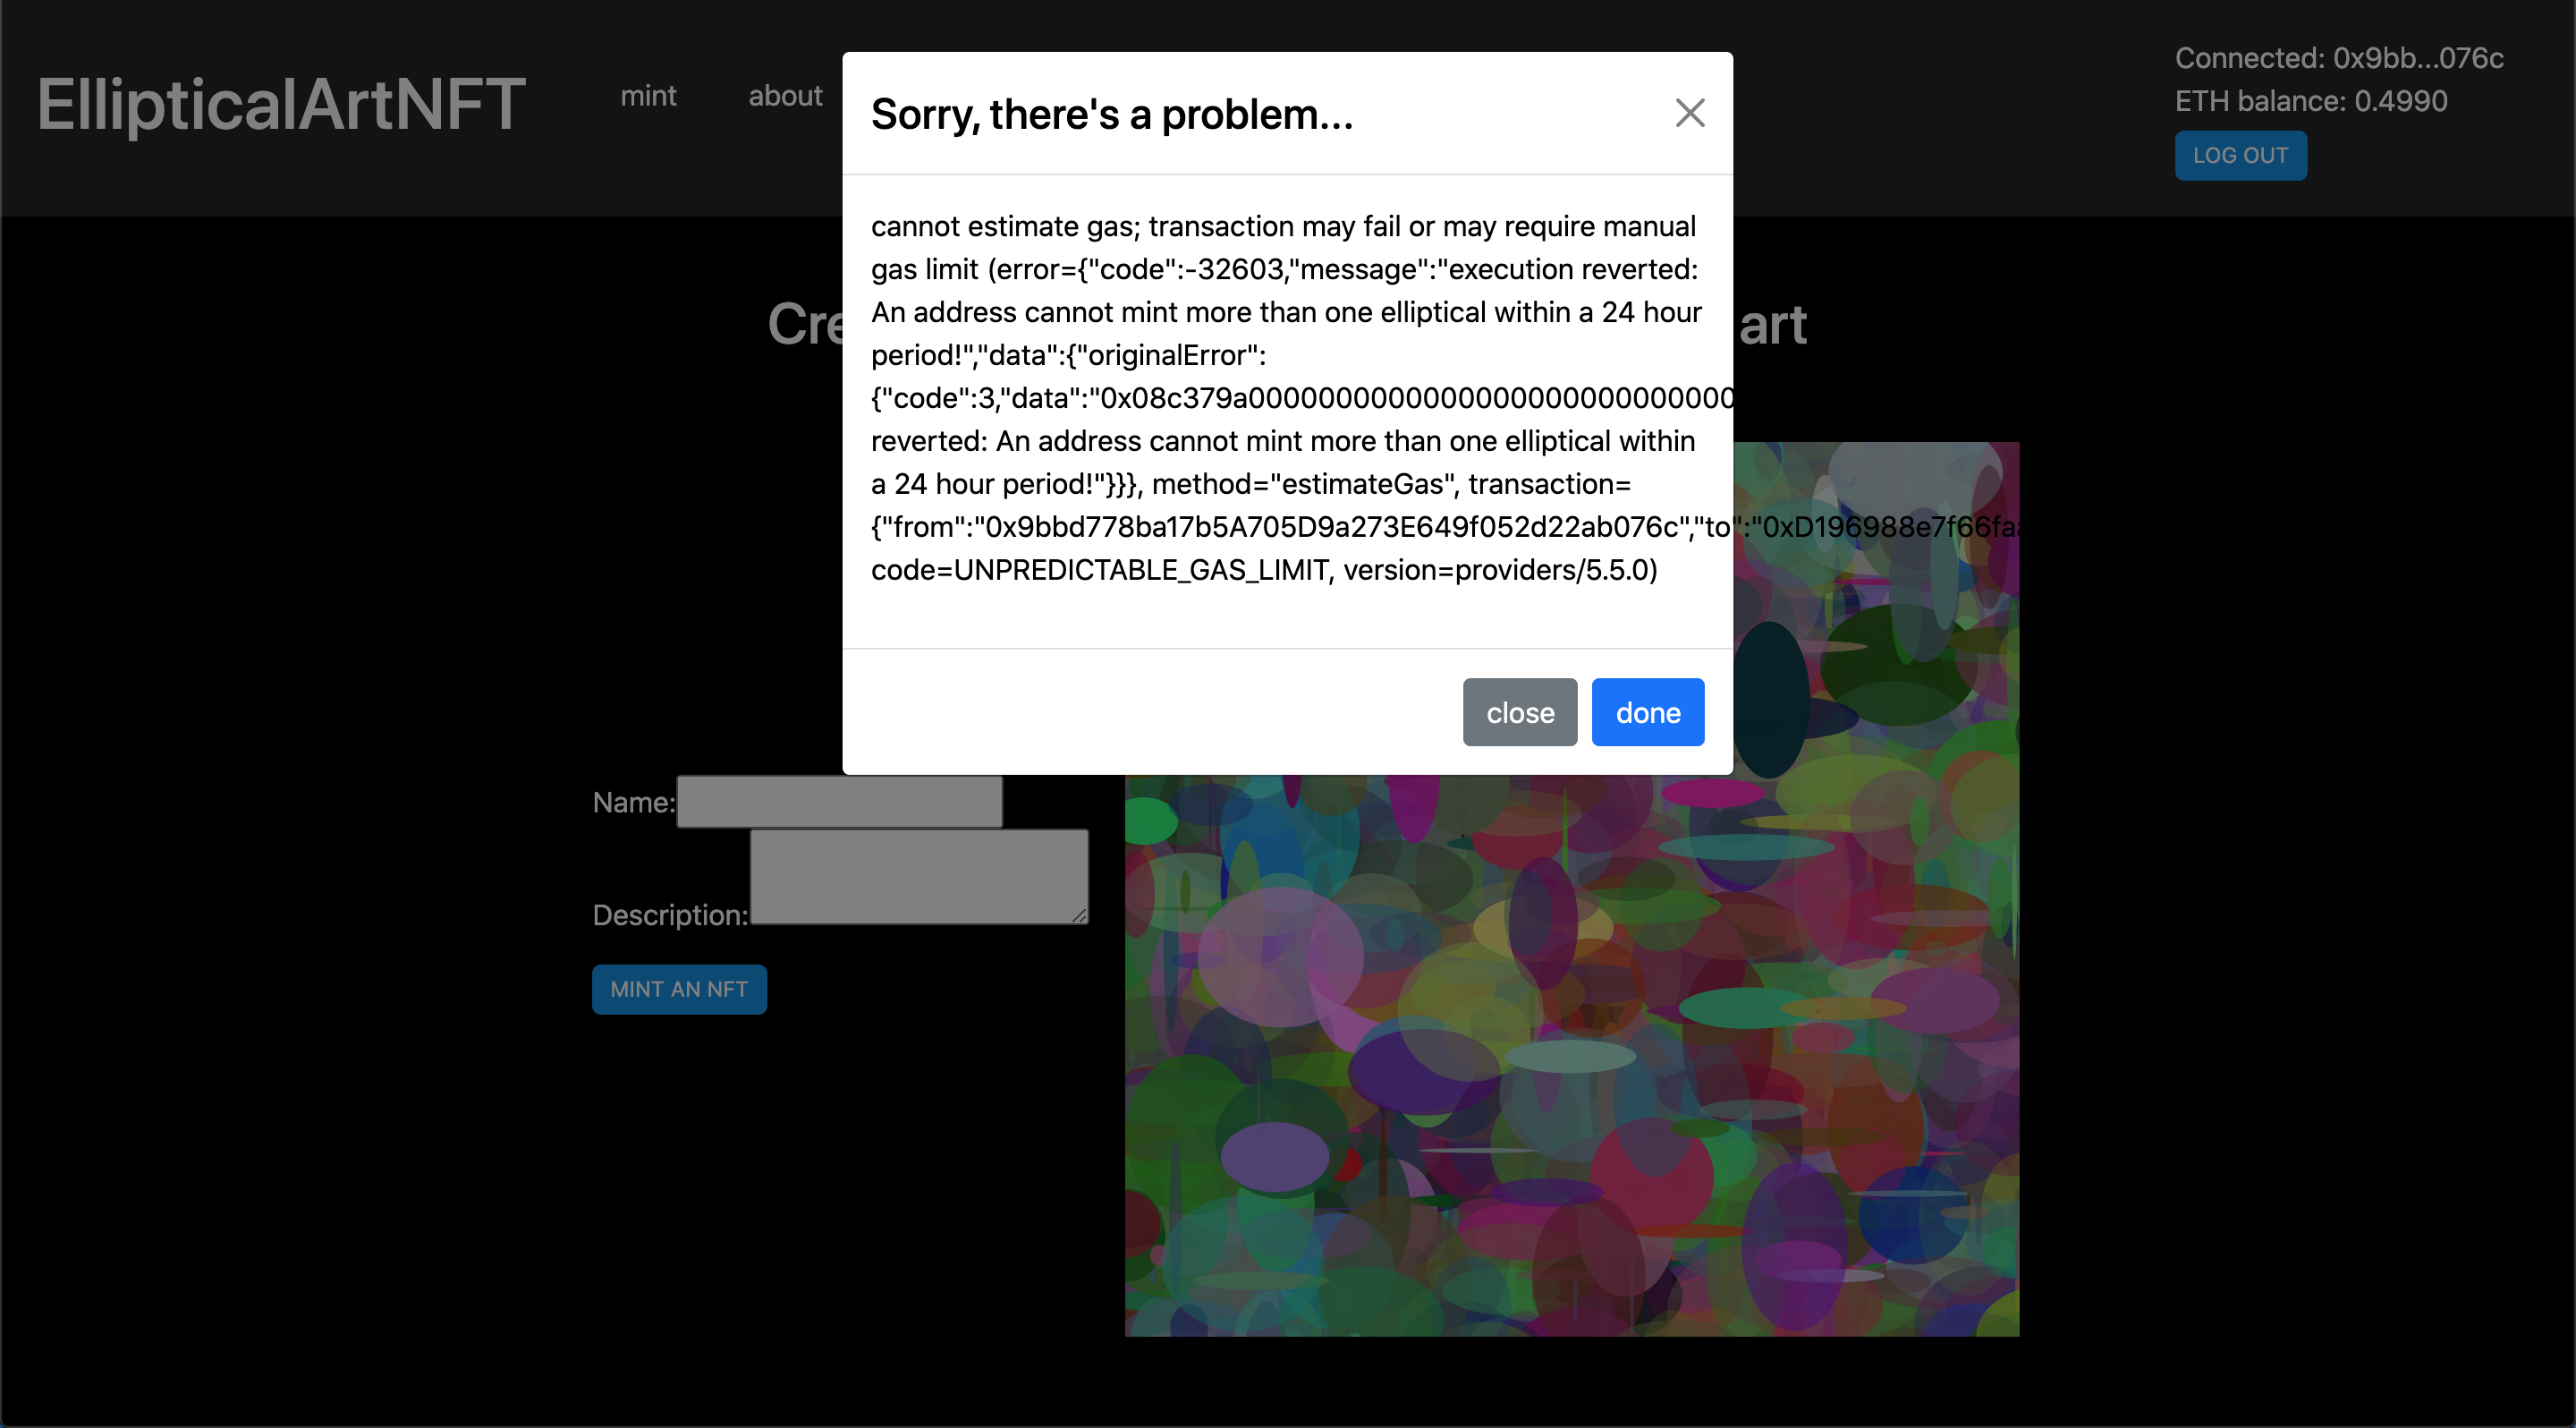 EllipticalArtNFT
mint
about
Connected: 0x9bb...076c
ETH balance: 0.4990
LOG OUT
Sorry, there's a problem...
cannot estimate gas; transaction may fail or may require manual
gas limit (error={"code":-32603,"message":"execution reverted:
An address cannot mint more than one elliptical within a 24 hour
period!","data":{"originalError":
{"code":3,"data":"0x08c379a0000000000000000000000000000
reverted: An address cannot mint more than one elliptical within
a 24 hour period!"}}}, method="estimateGas", transaction=
{"from":"0x9bbd778ba17b5A705D9a273E649f052d22ab076c","to":"0xD196988e7f66fa
code=UNPREDICTABLE_GAS_LIMIT, version=providers/5.5.0)
close
done
art
Name:
Description:
MINT AN NFT